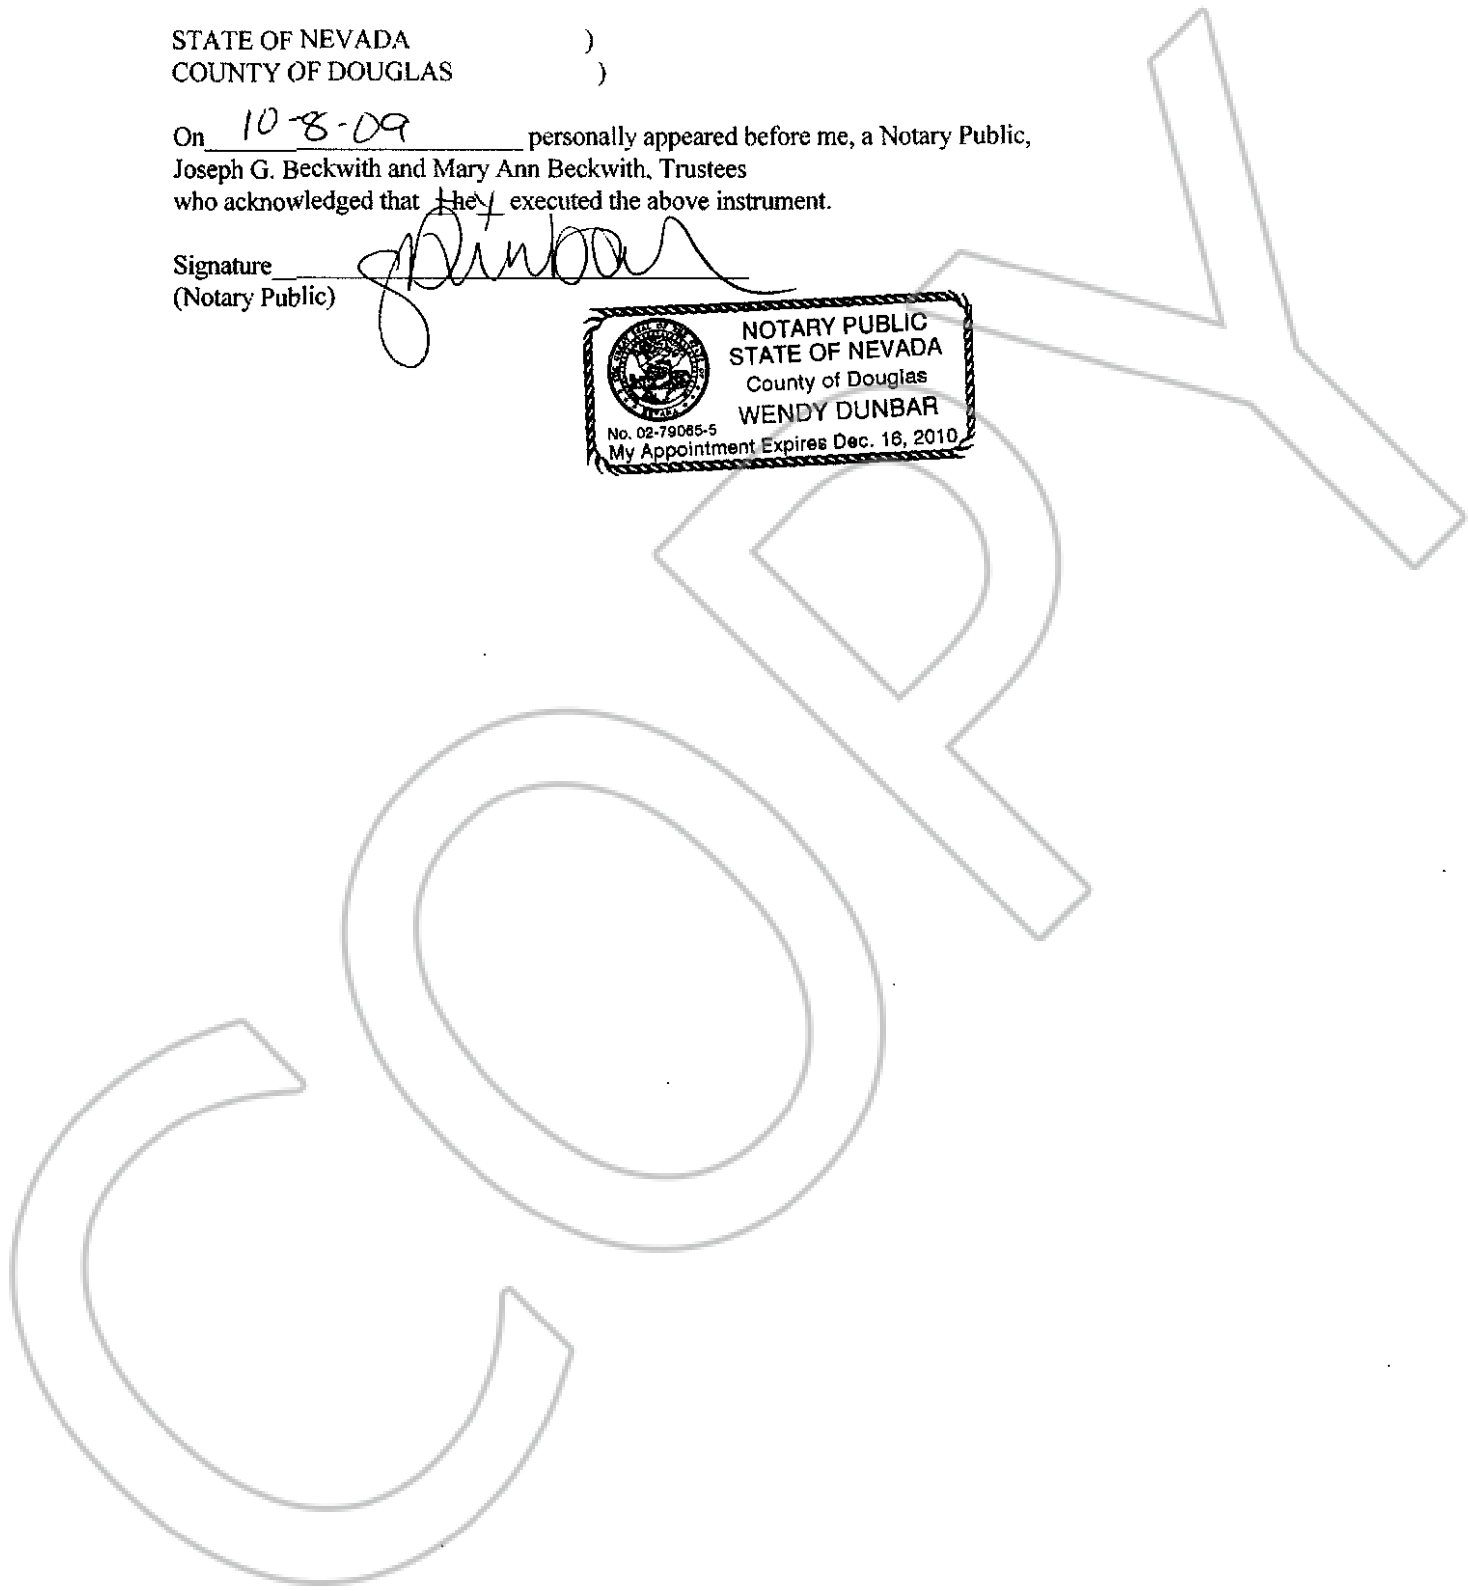 STATE OF NEVADA )
COUNTY OF DOUGLAS )
On 10-8-09 personally appeared before me, a Notary Public,
Joseph G. Beckwith and Mary Ann Beckwith, Trustees
who acknowledged that they executed the above instrument.
Signature
(Notary Public)
NOTARY PUBLIC
STATE OF NEVADA
County of Douglas
WENDY DUNBAR
No. 02-79065-5
My Appointment Expires Dec. 16, 2010
COPY